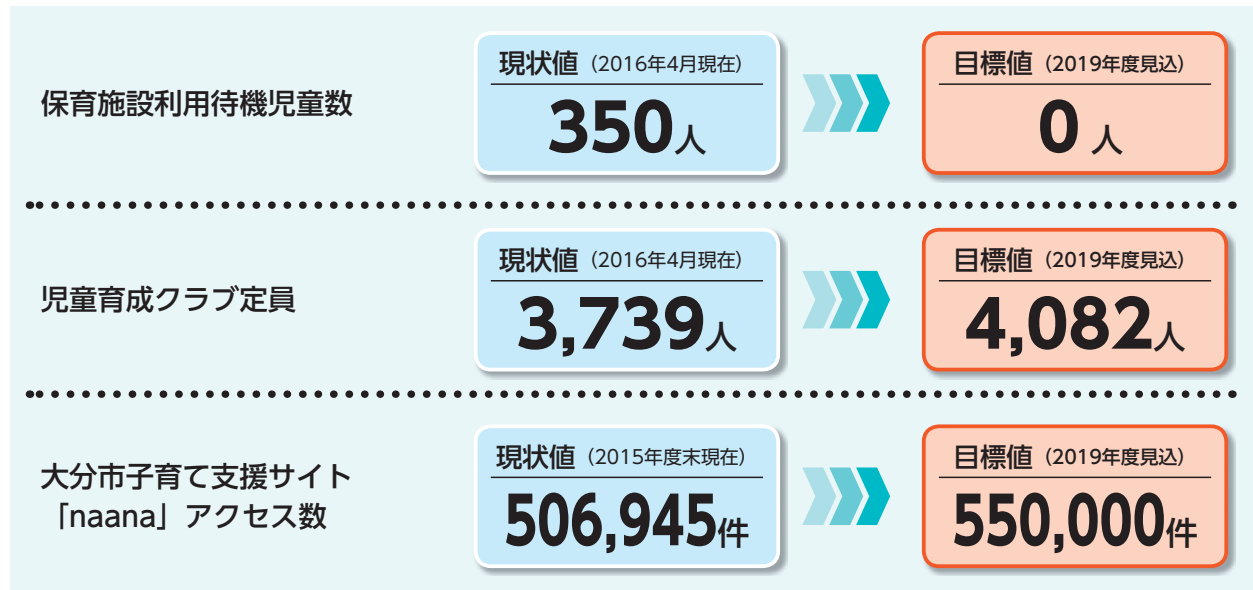 保育施設利用待機児童数
現状値（2016年4月現在）
350人
目標値（2019年度見込）
0人
児童育成クラブ定員
現状値（2016年4月現在）
3,739人
目標値（2019年度見込）
4,082人
大分市子育て支援サイト
「naana」アクセス数
現状値（2015年度末現在）
506,945件
目標値（2019年度見込）
550,000件